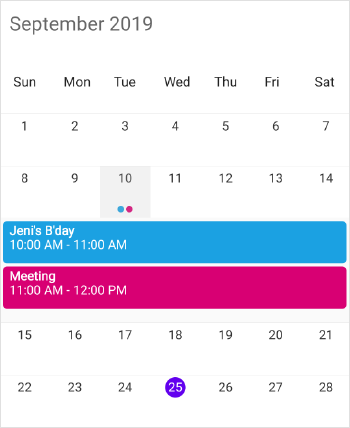 September 2019
Sun Mon Tue Wed Thu Fri Sat
1 2 3 4 5 6 7
8 9 10 11 12 13 14
Jeni's B'day
10:00 AM - 11:00 AM
Meeting
11:00 AM - 12:00 PM
15 16 17 18 19 20 21
22 23 24 25 26 27 28